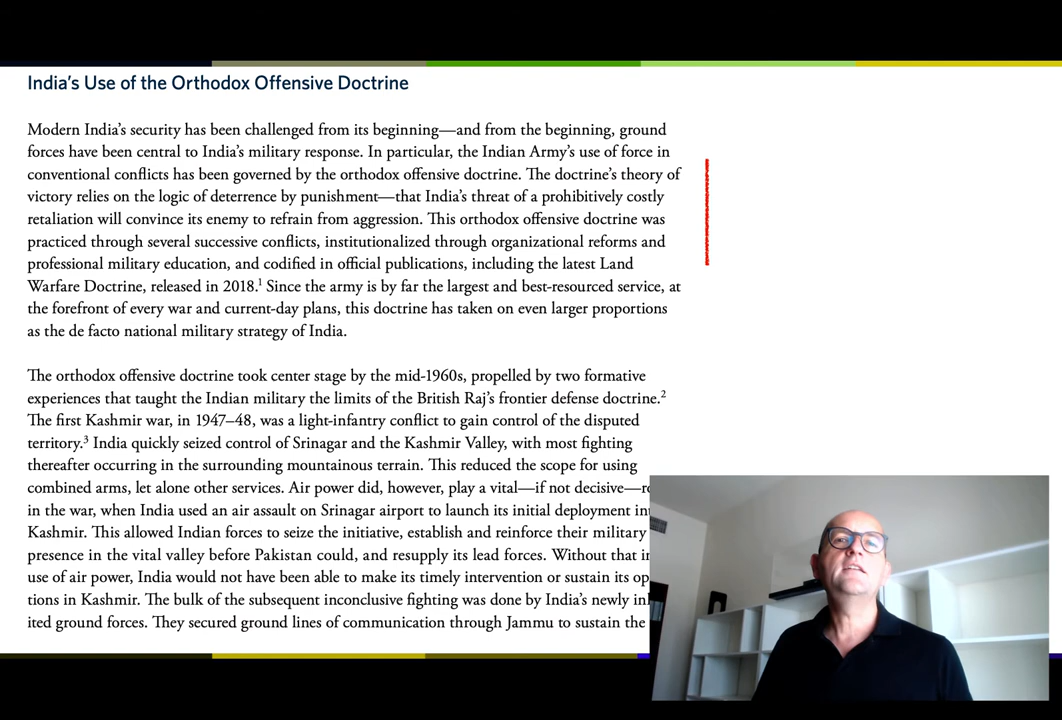 India's Use of the Orthodox Offensive Doctrine
Modern India's security has been challenged from its beginning—and from the beginning, ground
forces have been central to India's military response. In particular, the Indian Army's use of force in
conventional conflicts has been governed by the orthodox offensive doctrine. The doctrine's theory of
victory relies on the logic of deterrence by punishment—that India's threat of a prohibitively costly
retaliation will convince its enemy to refrain from aggression. This orthodox offensive doctrine was
practiced through several successive conflicts, institutionalized through organizational reforms and
professional military education, and codified in official publications, including the latest Land
Warfare Doctrine, released in 2018.¹ Since the army is by far the largest and best-resourced service, at
the forefront of every war and current-day plans, this doctrine has taken on even larger proportions
as the de facto national military strategy of India.
The orthodox offensive doctrine took center stage by the mid-1960s, propelled by two formative
experiences that taught the Indian military the limits of the British Raj's frontier defense doctrine.²
The first Kashmir war, in 1947–48, was a light-infantry conflict to gain control of the disputed
territory.³ India quickly seized control of Srinagar and the Kashmir Valley, with most fighting
thereafter occurring in the surrounding mountainous terrain. This reduced the scope for using
combined arms, let alone other services. Air power did, however, play a vital—if not decisive—
in the war, when India used an air assault on Srinagar airport to launch its initial deployment
Kashmir. This allowed Indian forces to seize the initiative, establish and reinforce their military
presence in the vital valley before Pakistan could, and resupply its lead forces. Without that
use of air power, India would not have been able to make its timely intervention or sustain its
tions in Kashmir. The bulk of the subsequent inconclusive fighting was done by India's newly
ited ground forces. They secured ground lines of communication through Jammu to sustain the